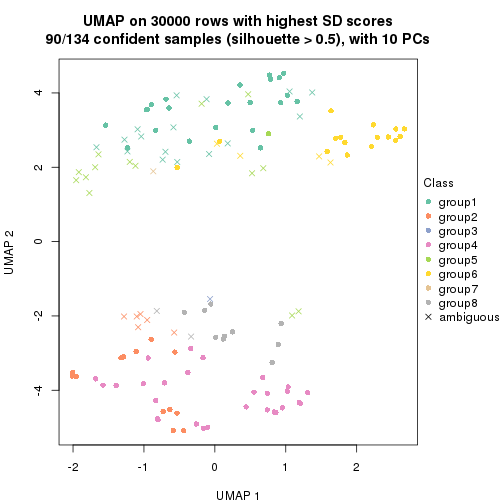 UMAP on 30000 rows with highest SD scores
90/134 confident samples (silhouette > 0.5), with 10 PCs
4
2
0
-2
-4
UMAP 2
-2
-1
0
1
2
UMAP 1
Class
group1
group2
group3
group4
group5
group6
group7
group8
ambiguous